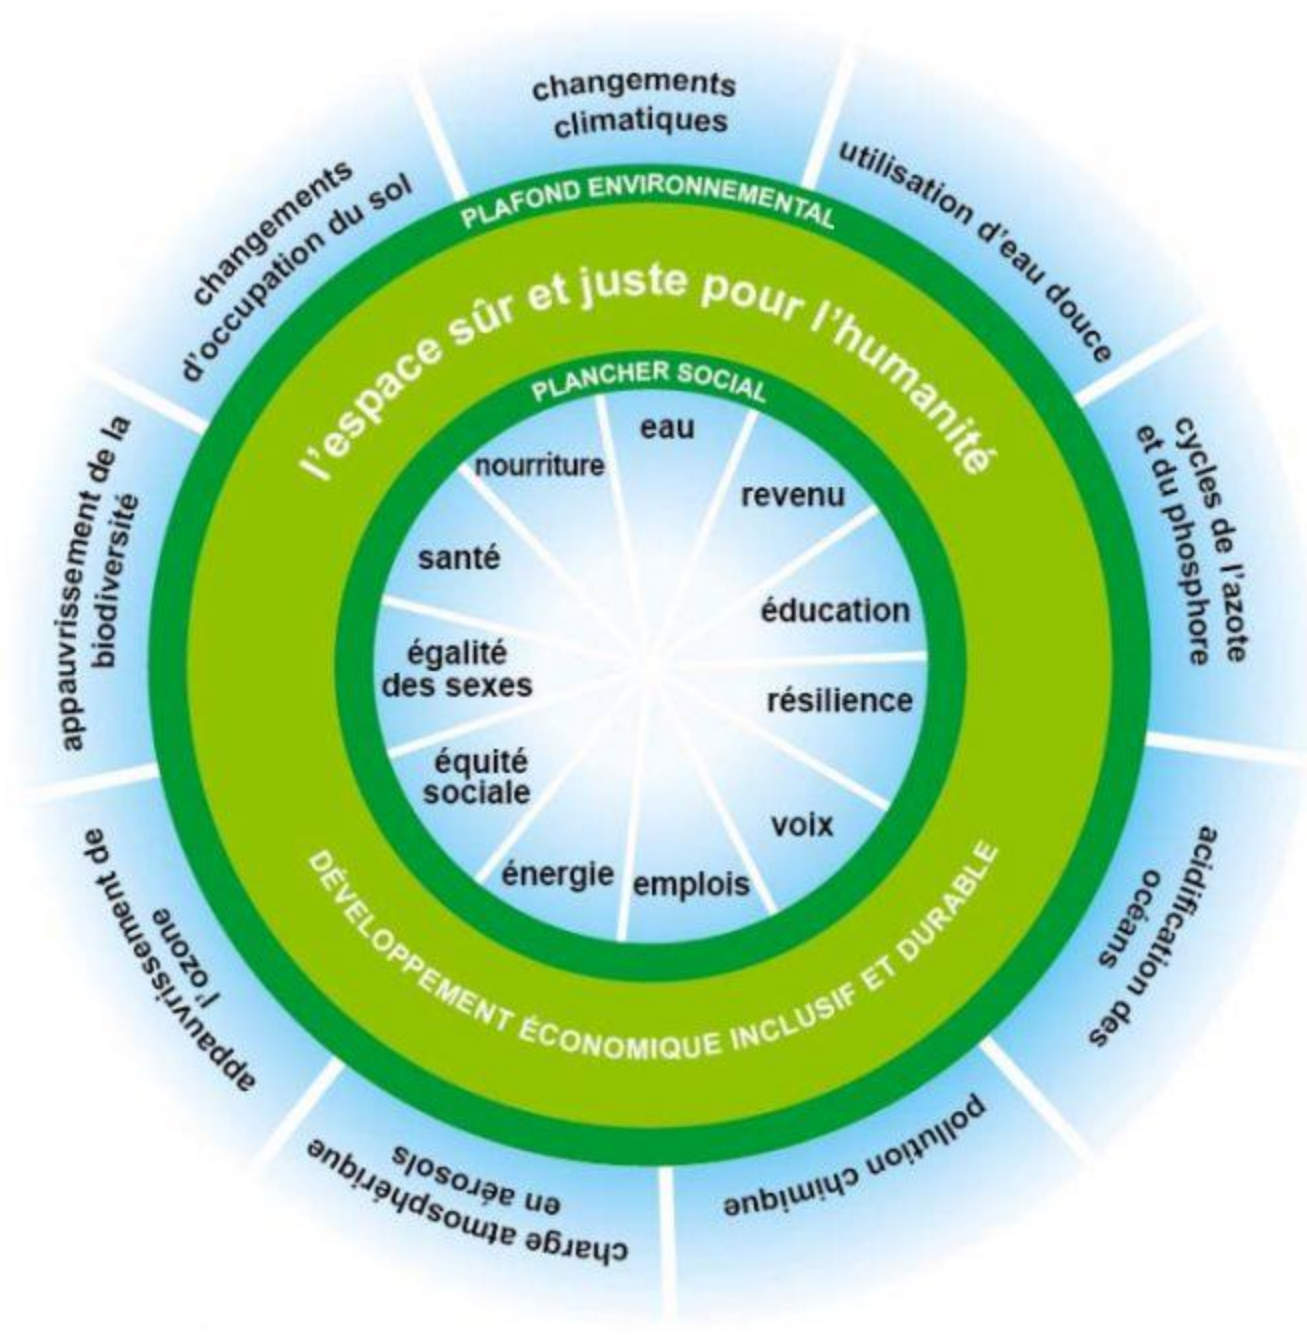 changements
climatiques
utilisation d'eau douce
cycles de l'azote
et du phosphore
acidification des
océans
pollution chimique
charge atmosphérique
en aérosols
appauvrissement de
l'ozone
appauvrissement de la
biodiversité
changements
d'occupation du sol
PLAFOND ENVIRONNEMENTAL
l'espace sûr et juste pour l'humanité
PLANCHER SOCIAL
eau
revenu
éducation
résilience
voix
emplois
énergie
équité
sociale
égalité
des sexes
santé
nourriture
DÉVELOPPEMENT ÉCONOMIQUE INCLUSIF ET DURABLE